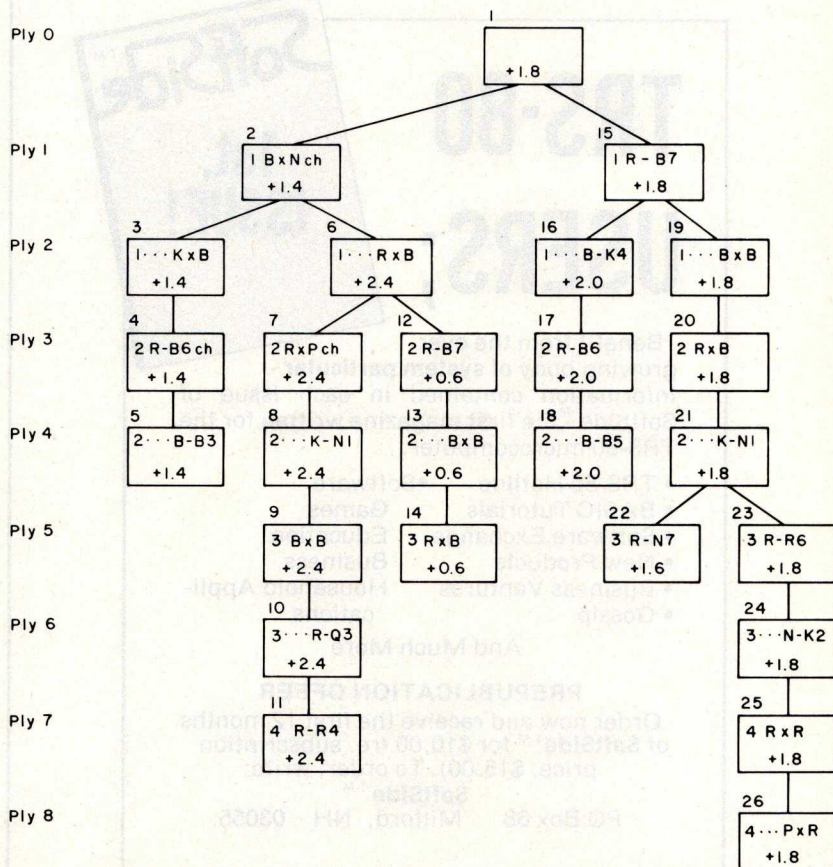 Ply 0
1
+1.8
Ply 1
2
1 BxNch
+1.4
15
1 R-B7
+1.8
Ply 2
3
1···KxB
+1.4
6
1···RxB
+2.4
16
1···B-K4
+2.0
19
1···BxB
+1.8
Ply 3
4
2 R-B6ch
+1.4
7
2 RxPch
+2.4
12
2 R-B7
+0.6
17
2 R-B6
+2.0
20
2 RxB
+1.8
Ply 4
5
2···B-B3
+1.4
8
2···K-N1
+2.4
13
2···BxB
+0.6
18
2···B-B5
+2.0
21
2···K-N1
+1.8
Ply 5
9
3 BxB
+2.4
14
3 RxB
+0.6
22
3 R-N7
+1.6
23
3 R-R6
+1.8
Ply 6
10
3···R-Q3
+2.4
24
3···N-K2
+1.8
Ply 7
11
4 R-R4
+2.4
25
4 RxR
+1.8
Ply 8
26
4···PxR
+1.8